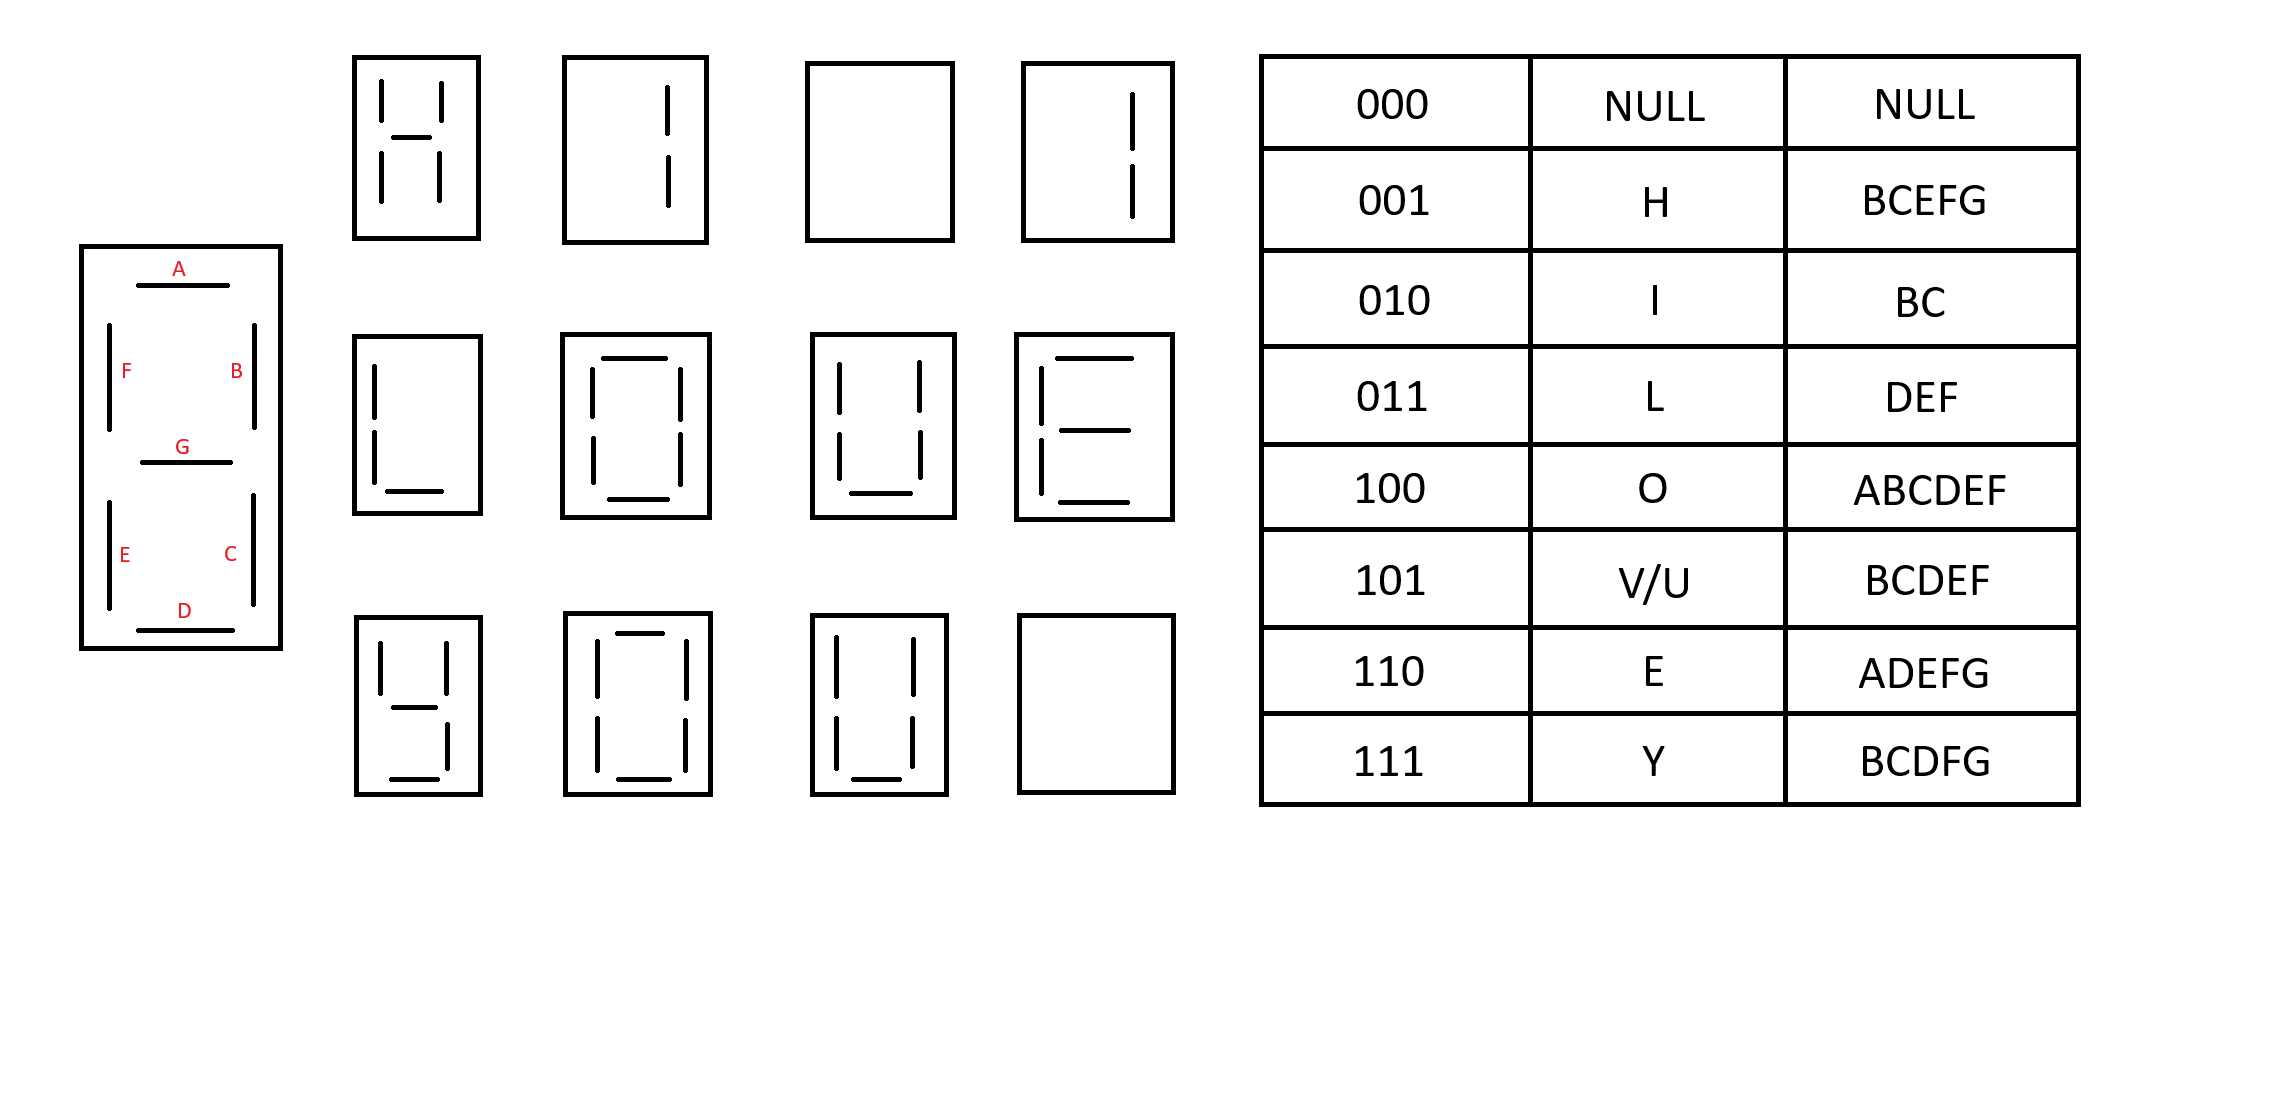 A
F B
G
E C
D
H I I
L O U E
Y O U
000 NULL NULL
001 H BCEFG
010 I BC
011 L DEF
100 O ABCDEF
101 V/U BCDEF
110 E ADEFG
111 Y BCDFG